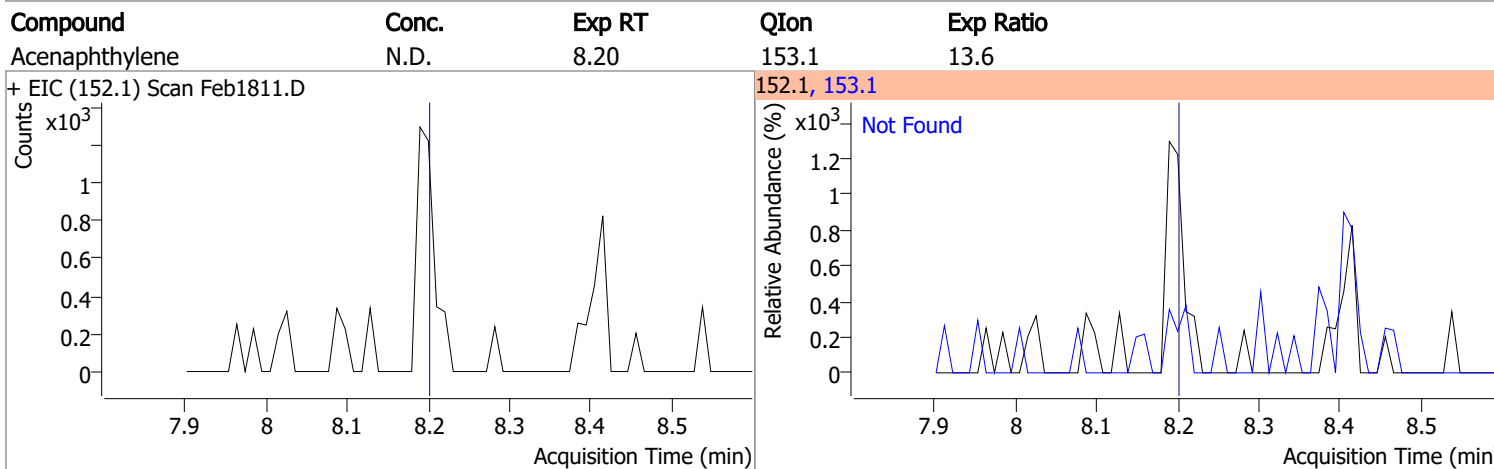 Compound Conc. Exp RT QIon Exp Ratio
Acenaphthylene N.D. 8.20 153.1 13.6
+ EIC (152.1) Scan Feb1811.D
Counts
x10³
1
0.8
0.6
0.4
0.2
0
7.9 8 8.1 8.2 8.3 8.4 8.5
Acquisition Time (min)
152.1, 153.1
Relative Abundance (%)
x10³
Not Found
1.2
1
0.8
0.6
0.4
0.2
0
7.9 8 8.1 8.2 8.3 8.4 8.5
Acquisition Time (min